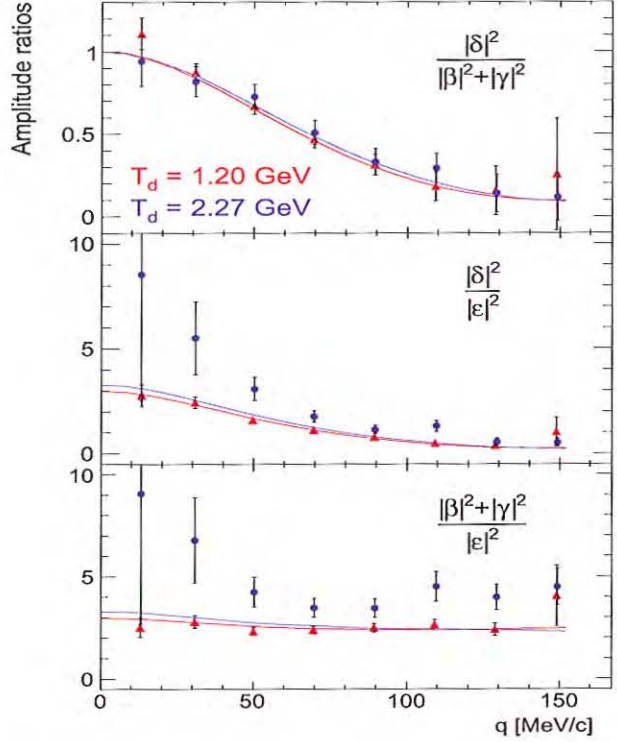 Amplitude ratios
1
0.5
0
|δ|²
|β|²+|γ|²
T_d = 1.20 GeV
T_d = 2.27 GeV
10
5
0
|δ|²
|ε|²
10
5
0
|β|²+|γ|²
|ε|²
0 50 100 150
q [MeV/c]